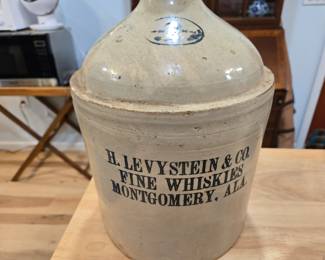 H. LEVYSTEIN & CO.
FINE WHISKIES
MONTGOMERY, ALA.